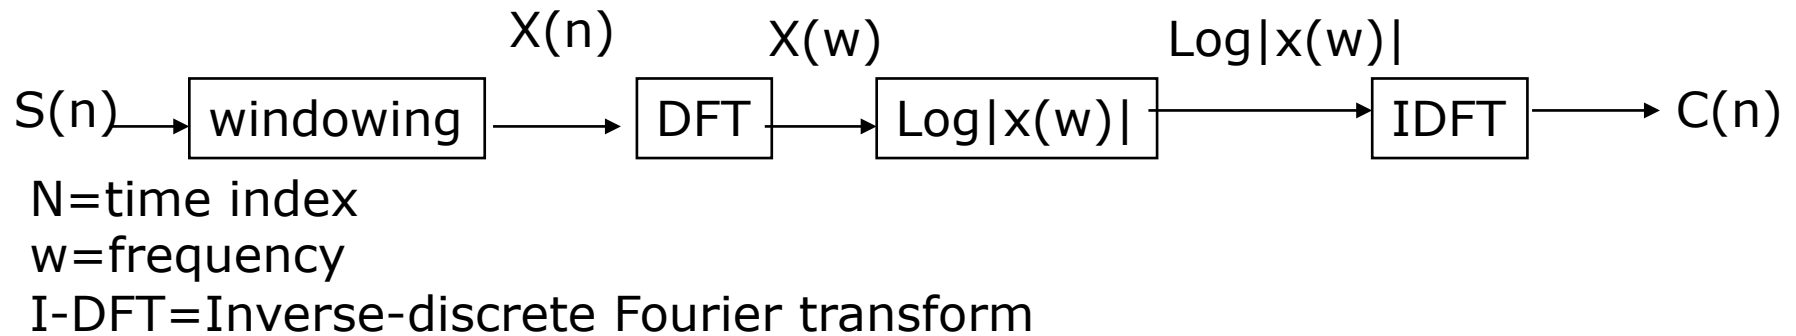 X(n) X(w) Log|x(w)|
S(n) windowing DFT Log|x(w)| IDFT C(n)
N=time index
w=frequency
I-DFT=Inverse-discrete Fourier transform